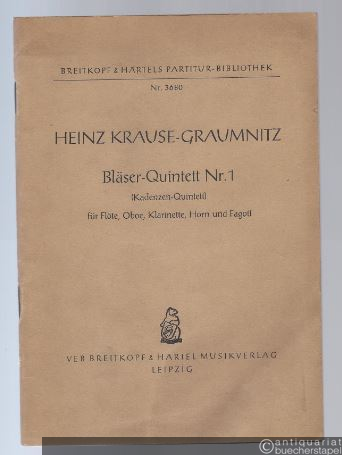 BREITKOPF & HÄRTELS PARTITUR-BIBLIOTHEK
Nr. 3680
HEINZ KRAUSE-GRAUMNITZ
Bläser-Quintett Nr. 1
(Kadenzen-Quintett)
für Flöte, Oboe, Klarinette, Horn und Fagott
VEB BREITKOPF & HÄRTEL MUSIKVERLAG
LEIPZIG
antiquariat
buecherstapel